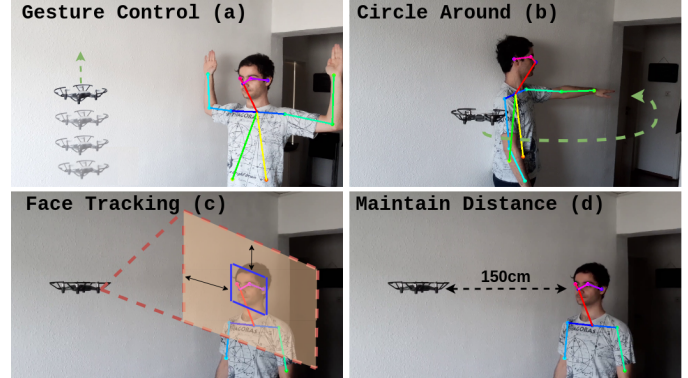 Gesture Control (a)
Circle Around (b)
Face Tracking (c)
Maintain Distance (d)
150cm